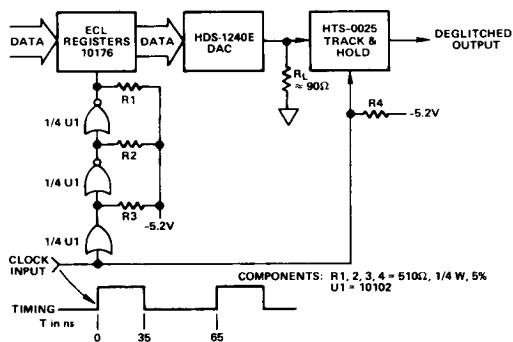 DATA
ECL
REGISTERS
10176
DATA
HDS-1240E
DAC
HTS-0025
TRACK &
HOLD
DEGLITCHED
OUTPUT
RL
≈ 90Ω
R1
1/4 U1
R4
-5.2V
R2
1/4 U1
R3
-5.2V
1/4 U1
CLOCK
INPUT
COMPONENTS: R1, 2, 3, 4 = 510Ω, 1/4 W, 5%
U1 = 10102
TIMING
T in ns
0
35
65